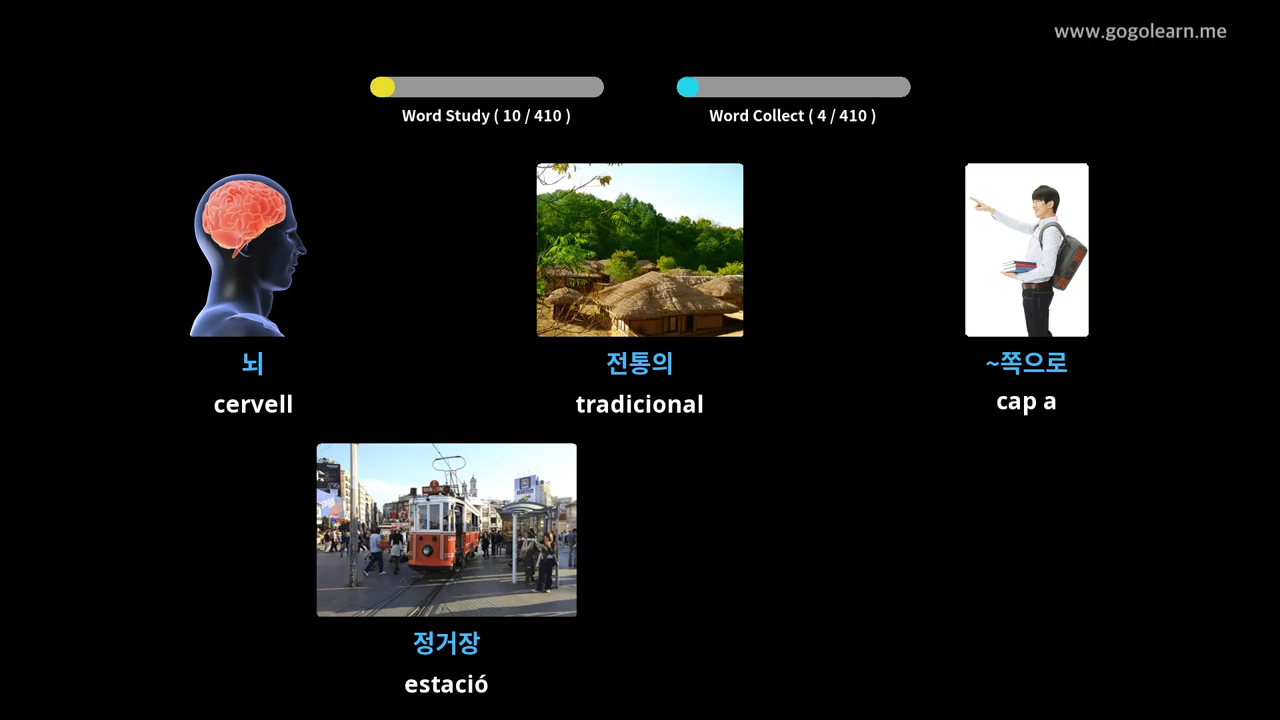 www.gogolearn.me
Word Study ( 10 / 410 )
Word Collect ( 4 / 410 )
뇌
cervell
전통의
tradicional
~쪽으로
cap a
정거장
estació